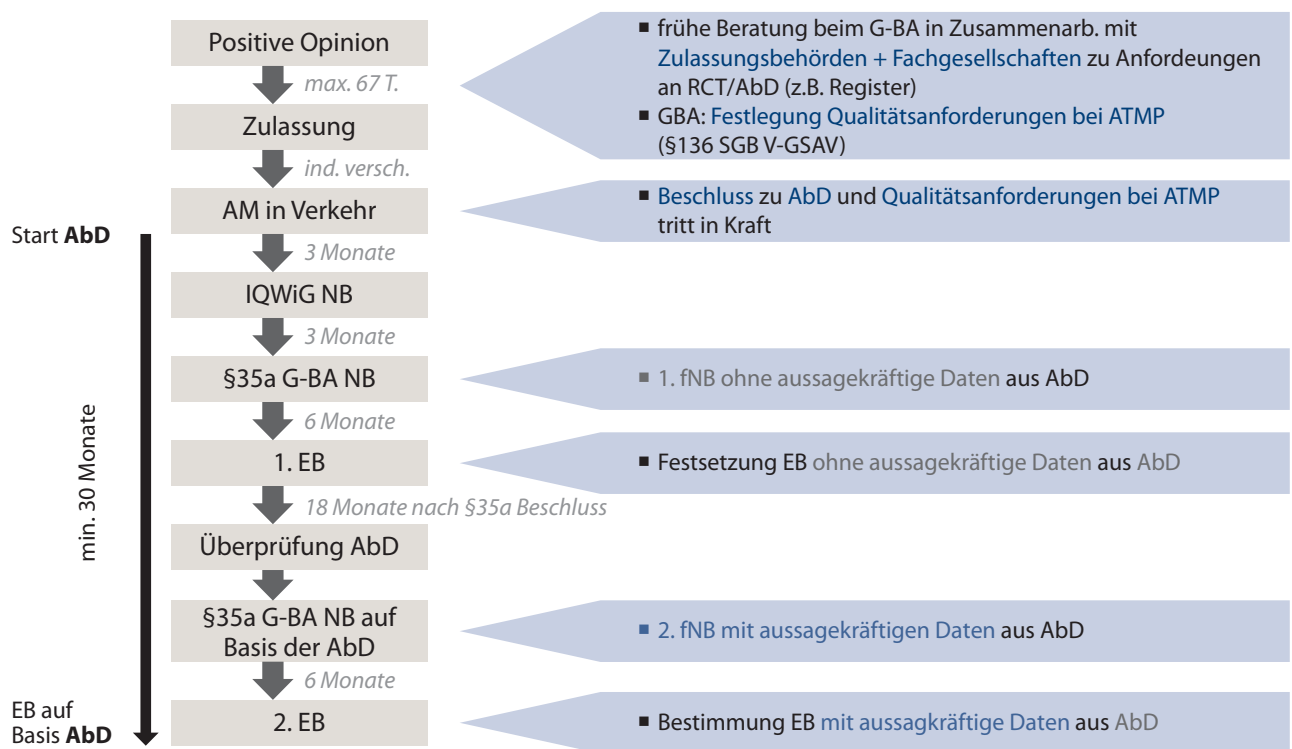 Positive Opinion
max. 67 T.
Zulassung
ind. versch.
AM in Verkehr
Start AbD
3 Monate
IQWiG NB
3 Monate
§35a G-BA NB
6 Monate
1. EB
18 Monate nach §35a Beschluss
Überprüfung AbD
§35a G-BA NB auf
Basis der AbD
6 Monate
2. EB
min. 30 Monate
EB auf
Basis AbD
▪ frühe Beratung beim G-BA in Zusammenarb. mit
Zulassungsbehörden + Fachgesellschaften zu Anfordeungen
an RCT/AbD (z.B. Register)
▪ GBA: Festlegung Qualitätsanforderungen bei ATMP
(§136 SGB V-GSAV)
▪ Beschluss zu AbD und Qualitätsanforderungen bei ATMP
tritt in Kraft
▪ 1. fNB ohne aussagekräftige Daten aus AbD
▪ Festsetzung EB ohne aussagekräftige Daten aus AbD
▪ 2. fNB mit aussagekräftigen Daten aus AbD
▪ Bestimmung EB mit aussagkräftige Daten aus AbD